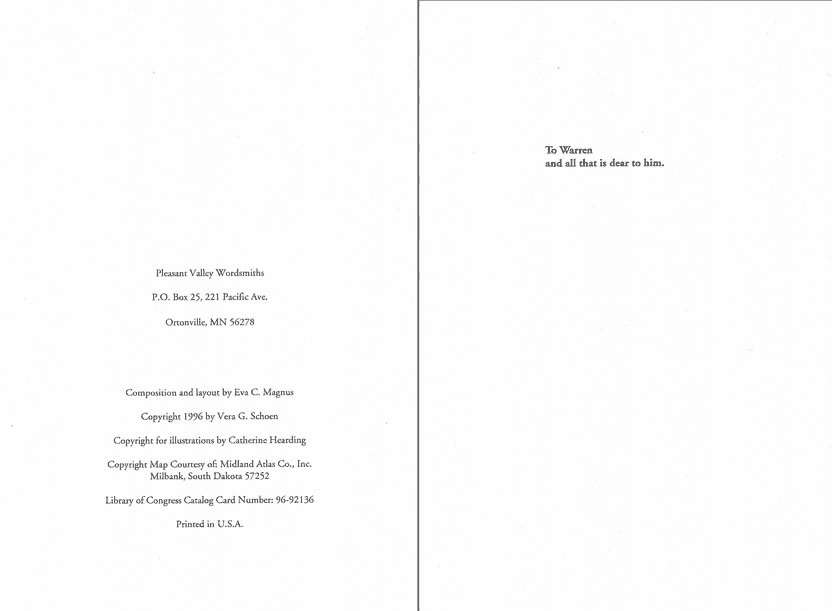 Pleasant Valley Wordsmiths
P.O. Box 25, 221 Pacific Ave.
Ortonville, MN 56278
Composition and layout by Eva C. Magnus
Copyright 1996 by Vera G. Schoen
Copyright for illustrations by Catherine Hearding
Copyright Map Courtesy of: Midland Atlas Co., Inc.
Milbank, South Dakota 57252
Library of Congress Catalog Card Number: 96-92136
Printed in U.S.A.
To Warren
and all that is dear to him.